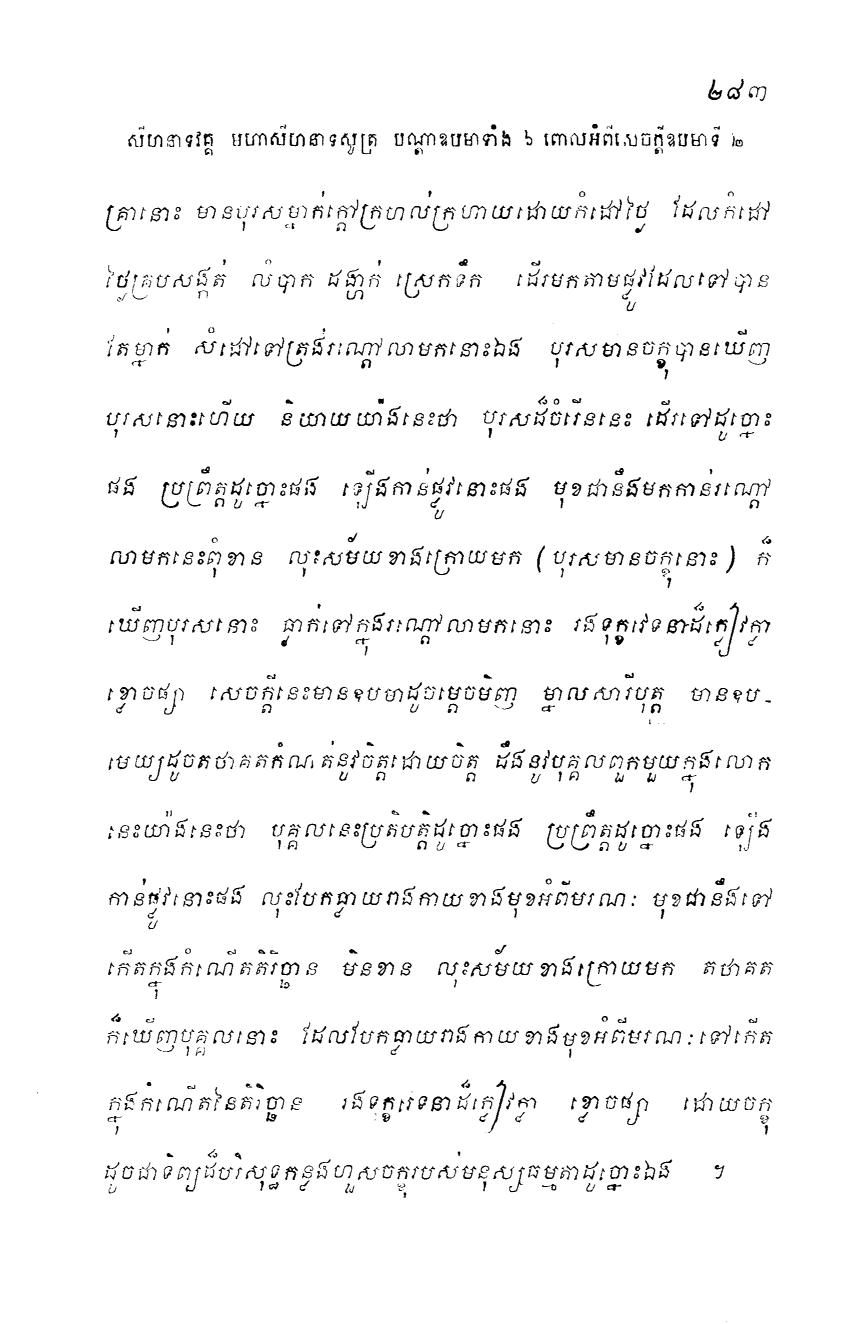 ២៨៣
សីហនាទវគ្គ មហាសីហនាទសូត្រ បណ្តាឧបមាទាំង ៦ ពោលអំពីសេចក្តីឧបមាទី ២
គ្រានោះ មានបុរសម្នាក់ក្តៅក្រហល់ក្រហាយដោយកំដៅថ្ងៃ ដែលកំដៅ
ថ្ងៃគ្របសង្កត់ លំបាក ដង្ហាក់ ស្រេកទឹក ដើរមកតាមផ្លូវដែលទៅបាន
តែម្នាក់ សំដៅទៅត្រង់រណ្តៅលាមកនោះឯង បុរសមានចក្ខុបានឃើញ
បុរសនោះហើយ និយាយយ៉ាងនេះថា បុរសដ៏ចំរើននេះ ដើរទៅដូច្នោះ
ផង ប្រព្រឹត្តដូច្នោះផង ឡើងកាន់ផ្លូវនោះផង មុខជានឹងមកកាន់រណ្តៅ
លាមកនេះពុំខាន លុះសម័យខាងក្រោយមក (បុរសមានចក្ខុនោះ) ក៏
ឃើញបុរសនោះ ធ្លាក់ទៅក្នុងរណ្តៅលាមកនោះ រងទុក្ខវេទនាដ៏ក្លៀវក្លា
ខ្លោចផ្សា សេចក្តីនេះមានឧបមាដូចម្តេចមិញ ម្នាលសារីបុត្ត មានឧប-
មេយ្យដូចតថាគតកំណត់នូវចិត្តដោយចិត្ត ដឹងនូវបុគ្គលពួកមួយក្នុងលោក
នេះយ៉ាងនេះថា បុគ្គលនេះប្រតិបត្តិដូច្នោះផង ប្រព្រឹត្តដូច្នោះផង ឡើង
កាន់ផ្លូវនោះផង លុះបែកធ្លាយរាងកាយខាងមុខអំពីមរណៈ មុខជានឹងទៅ
កើតក្នុងកំណើតតិរិច្ឆាន មិនខាន លុះសម័យខាងក្រោយមក តថាគត
ក៏ឃើញបុគ្គលនោះ ដែលបែកធ្លាយរាងកាយខាងមុខអំពីមរណៈទៅកើត
ក្នុងកំណើតនៃតិរិច្ឆាន រងទុក្ខវេទនាដ៏ក្លៀវក្លា ខ្លោចផ្សា ដោយចក្ខុ
ដូចជាទិព្យដ៏បរិសុទ្ធកន្លងហួសចក្ខុរបស់មនុស្សធម្មតាដូច្នោះឯង ។